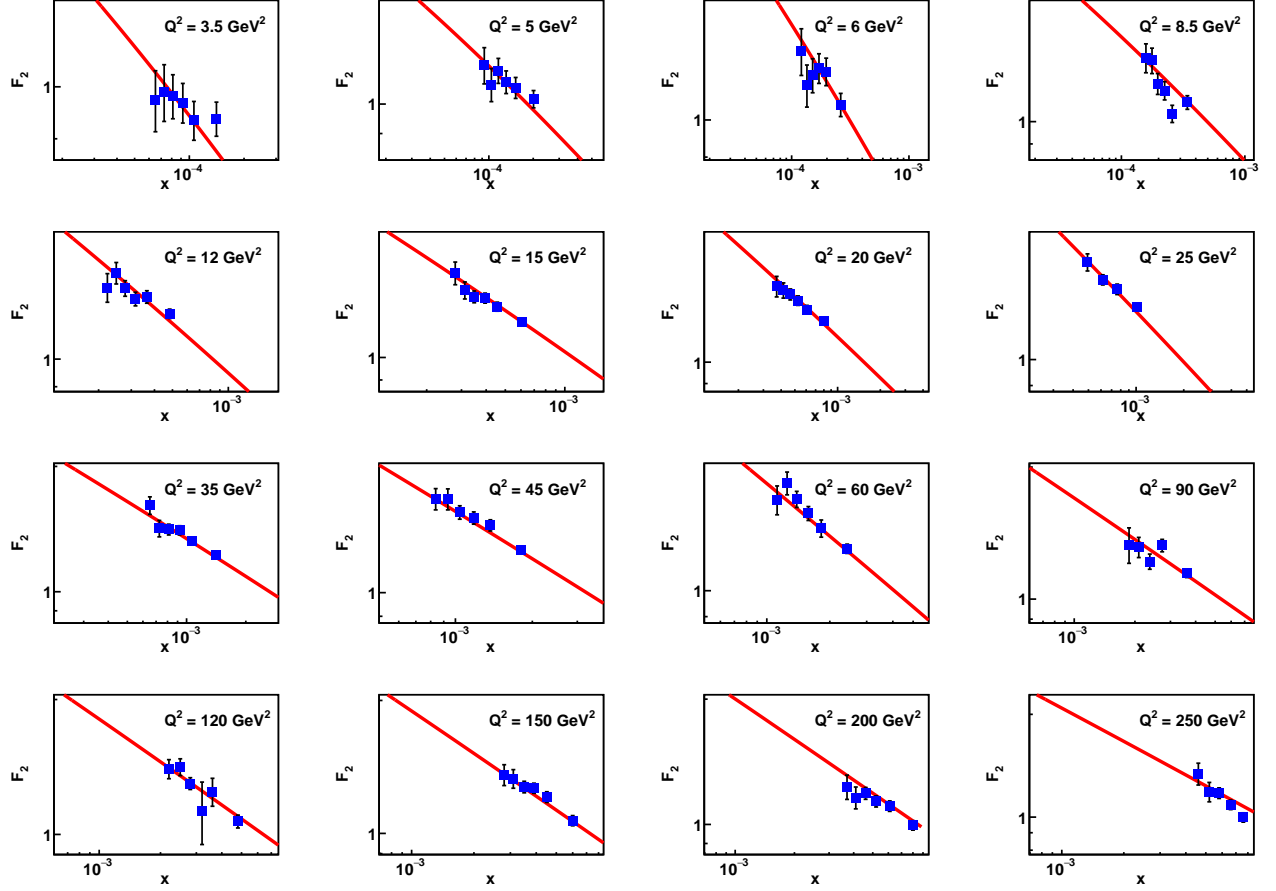 Q² = 3.5 GeV²
F₂
1
10⁻⁴
x
Q² = 5 GeV²
F₂
1
10⁻⁴
x
Q² = 6 GeV²
F₂
1
10⁻⁴
10⁻³
x
Q² = 8.5 GeV²
F₂
1
10⁻⁴
10⁻³
x
Q² = 12 GeV²
F₂
1
10⁻³
x
Q² = 15 GeV²
F₂
1
10⁻³
x
Q² = 20 GeV²
F₂
1
10⁻³
x
Q² = 25 GeV²
F₂
1
10⁻³
x
Q² = 35 GeV²
F₂
1
10⁻³
x
Q² = 45 GeV²
F₂
1
10⁻³
x
Q² = 60 GeV²
F₂
1
10⁻³
x
Q² = 90 GeV²
F₂
1
10⁻³
x
Q² = 120 GeV²
F₂
1
10⁻³
x
Q² = 150 GeV²
F₂
1
10⁻³
x
Q² = 200 GeV²
F₂
1
10⁻³
x
Q² = 250 GeV²
F₂
1
10⁻³
x